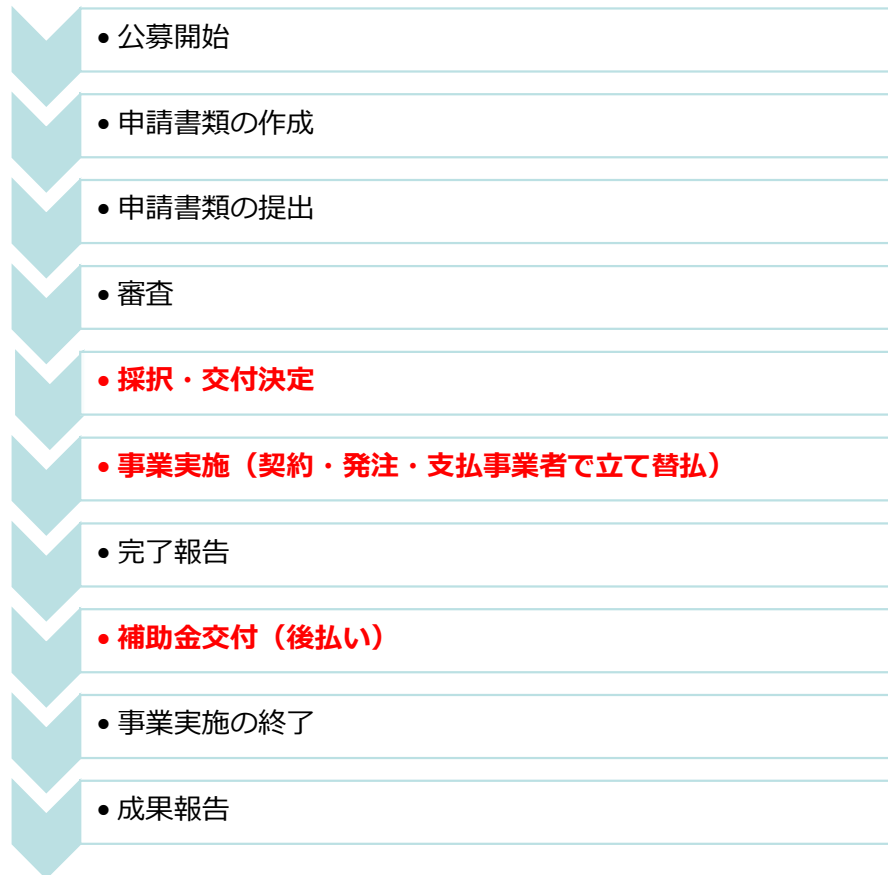 • 公募開始
• 申請書類の作成
• 申請書類の提出
• 審査
• 採択・交付決定
• 事業実施（契約・発注・支払事業者で立て替払）
• 完了報告
• 補助金交付（後払い）
• 事業実施の終了
• 成果報告